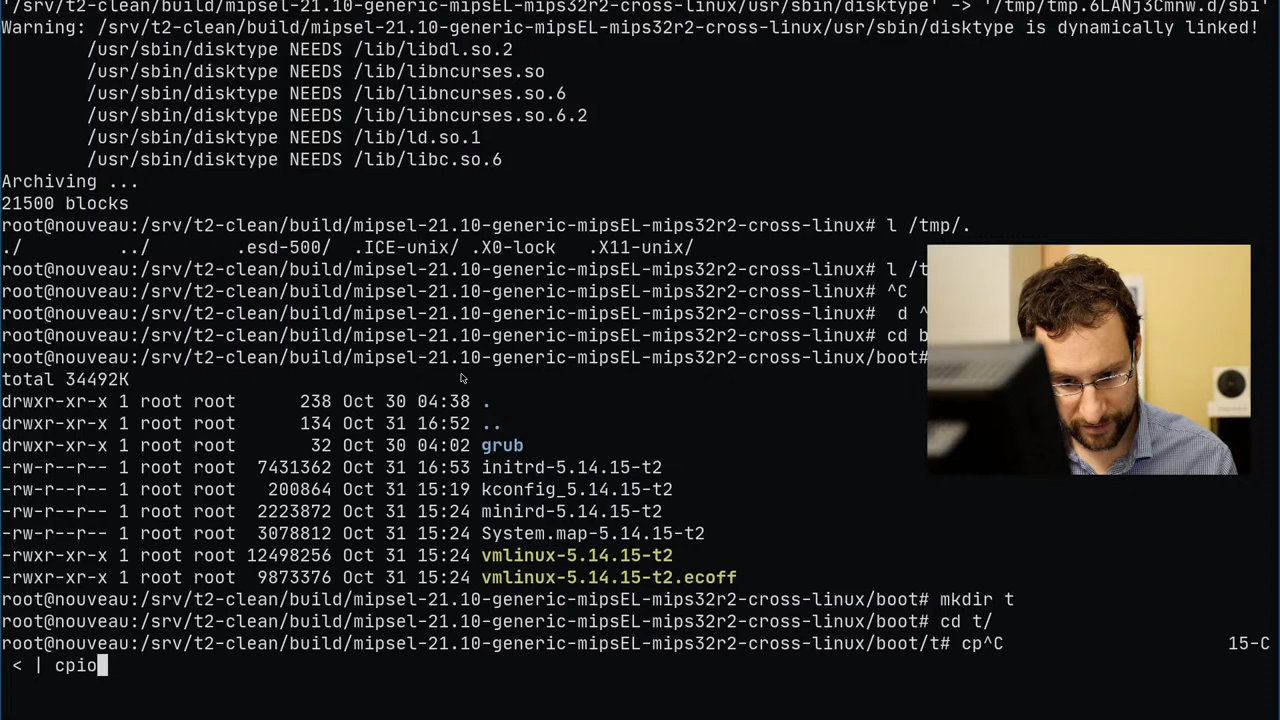 '/srv/t2-clean/build/mipsel-21.10-generic-mipsEL-mips32r2-cross-linux/usr/sbin/disktype' -> '/tmp/tmp.6LANj3Cmnw.d/sbi'
Warning: /srv/t2-clean/build/mipsel-21.10-generic-mipsEL-mips32r2-cross-linux/usr/sbin/disktype is dynamically linked!
/usr/sbin/disktype NEEDS /lib/libdl.so.2
/usr/sbin/disktype NEEDS /lib/libncurses.so
/usr/sbin/disktype NEEDS /lib/libncurses.so.6
/usr/sbin/disktype NEEDS /lib/libncurses.so.6.2
/usr/sbin/disktype NEEDS /lib/ld.so.1
/usr/sbin/disktype NEEDS /lib/libc.so.6
Archiving ...
21500 blocks
root@nouveau:/srv/t2-clean/build/mipsel-21.10-generic-mipsEL-mips32r2-cross-linux# l /tmp/.
./ ../ .esd-500/ .ICE-unix/ .X0-lock .X11-unix/
root@nouveau:/srv/t2-clean/build/mipsel-21.10-generic-mipsEL-mips32r2-cross-linux# l /t
root@nouveau:/srv/t2-clean/build/mipsel-21.10-generic-mipsEL-mips32r2-cross-linux# ^C
root@nouveau:/srv/t2-clean/build/mipsel-21.10-generic-mipsEL-mips32r2-cross-linux# d ^
root@nouveau:/srv/t2-clean/build/mipsel-21.10-generic-mipsEL-mips32r2-cross-linux# cd b
root@nouveau:/srv/t2-clean/build/mipsel-21.10-generic-mipsEL-mips32r2-cross-linux/boot#
total 34492K
drwxr-xr-x 1 root root 238 Oct 30 04:38 .
drwxr-xr-x 1 root root 134 Oct 31 16:52 ..
drwxr-xr-x 1 root root 32 Oct 30 04:02 grub
-rw-r--r-- 1 root root 7431362 Oct 31 16:53 initrd-5.14.15-t2
-rw-r--r-- 1 root root 200864 Oct 31 15:19 kconfig_5.14.15-t2
-rw-r--r-- 1 root root 2223872 Oct 31 15:24 minird-5.14.15-t2
-rw-r--r-- 1 root root 3078812 Oct 31 15:24 System.map-5.14.15-t2
-rwxr-xr-x 1 root root 12498256 Oct 31 15:24 vmlinux-5.14.15-t2
-rwxr-xr-x 1 root root 9873376 Oct 31 15:24 vmlinux-5.14.15-t2.ecoff
root@nouveau:/srv/t2-clean/build/mipsel-21.10-generic-mipsEL-mips32r2-cross-linux/boot# mkdir t
root@nouveau:/srv/t2-clean/build/mipsel-21.10-generic-mipsEL-mips32r2-cross-linux/boot# cd t/
root@nouveau:/srv/t2-clean/build/mipsel-21.10-generic-mipsEL-mips32r2-cross-linux/boot/t# cp^C 15-C
< | cpio